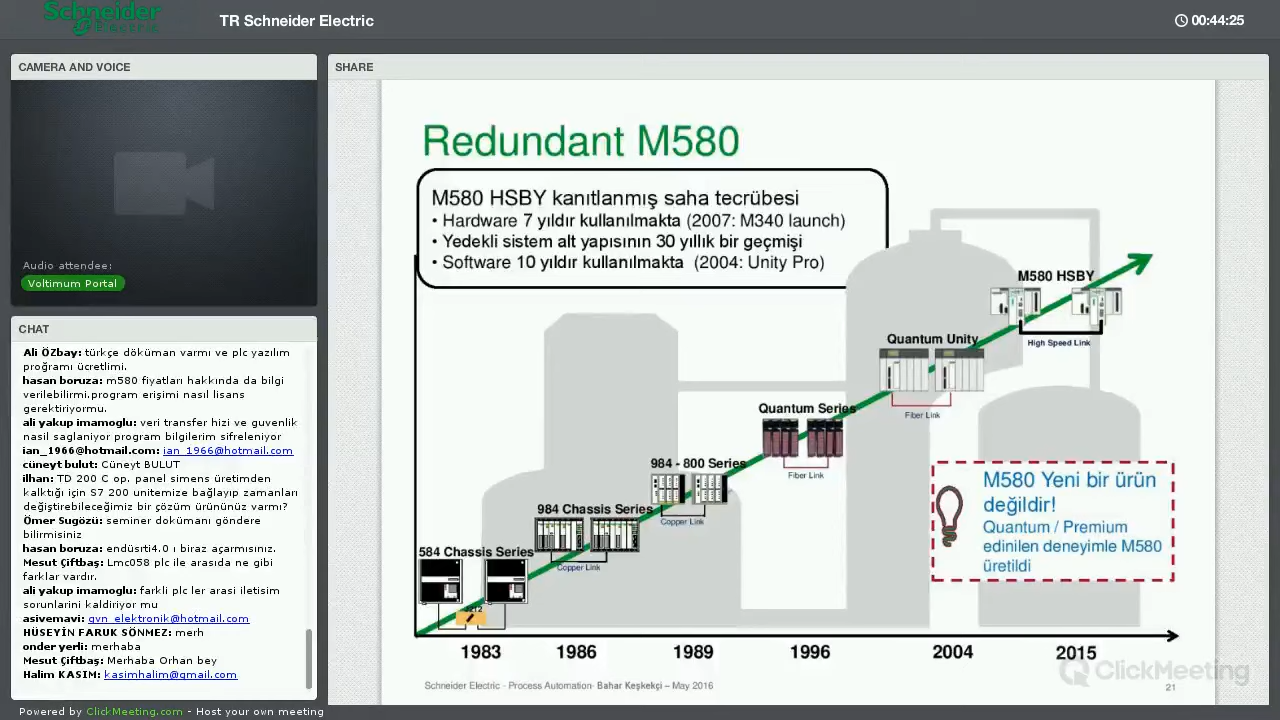 Schneider
Electric
TR Schneider Electric
00:44:25
CAMERA AND VOICE
SHARE
Audio attendee:
Voltimum Portal
CHAT
Ali ÖZbay: türkçe döküman varmı ve plc yazılım
proğramı ücretlimi.
hasan boruza: m580 fiyatları hakkında da bilgi
verilebilirmi.program erişimi nasıl lisans
gerektiriyormu.
ali yakup imamoglu: veri transfer hizi ve guvenlik
nasil saglaniyor program bilgilerim sifreleniyor
ian_1966@hotmail.com: ian_1966@hotmail.com
cüneyt bulut: Cüneyt BULUT
ilhan: TD 200 C op. panel simens üretimden
kalktığı için S7 200 unitemize bağlayıp zamanları
değiştirebileceğimiz bir çözüm ürününüz varmı?
Ömer Sugözü: seminer dokümanı göndere
bilirmisiniz
hasan boruza: endüsrti4.0 ı biraz açarmısınız.
Mesut Çiftbaş: Lmc058 plc ile arasıda ne gibi
farklar vardır.
ali yakup imamoglu: farkli plc ler arasi iletisim
sorunlarini kaldiriyor mu
asivemavi: gvn_elektronik@hotmail.com
HÜSEYİN FARUK SÖNMEZ: merh
onder yerli: merhaba
Mesut Çiftbaş: Merhaba Orhan bey
Halim KASIM: kasimhalim@gmail.com
Powered by ClickMeeting.com - Host your own meeting
Redundant M580
M580 HSBY kanıtlanmış saha tecrübesi
• Hardware 7 yıldır kullanılmakta (2007: M340 launch)
• Yedekli sistem alt yapısının 30 yıllık bir geçmişi
• Software 10 yıldır kullanılmakta (2004: Unity Pro)
M580 HSBY
High Speed Link
Quantum Unity
Fiber Link
Quantum Series
Fiber Link
984 - 800 Series
Copper Link
984 Chassis Series
Copper Link
584 Chassis Series
M580 Yeni bir ürün
değildir!
Quantum / Premium
edinilen deneyimle M580
üretildi
1983 1986 1989 1996 2004 2015
Schneider Electric - Process Automation- Bahar Keşkekçi – May 2016
21
ClickMeeting